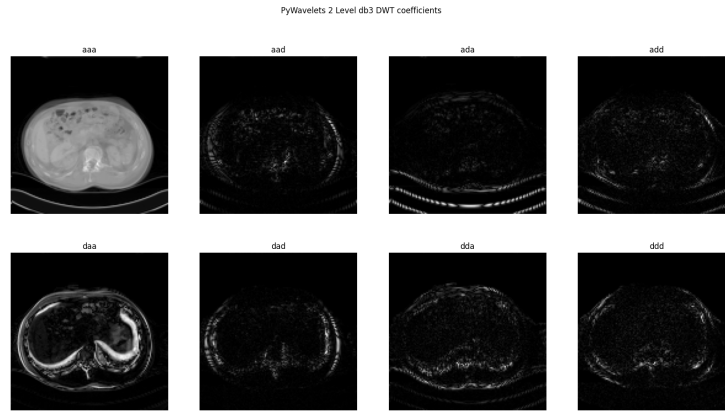 PyWavelets 2 Level db3 DWT coefficients
aaa
aad
ada
add
daa
dad
dda
ddd